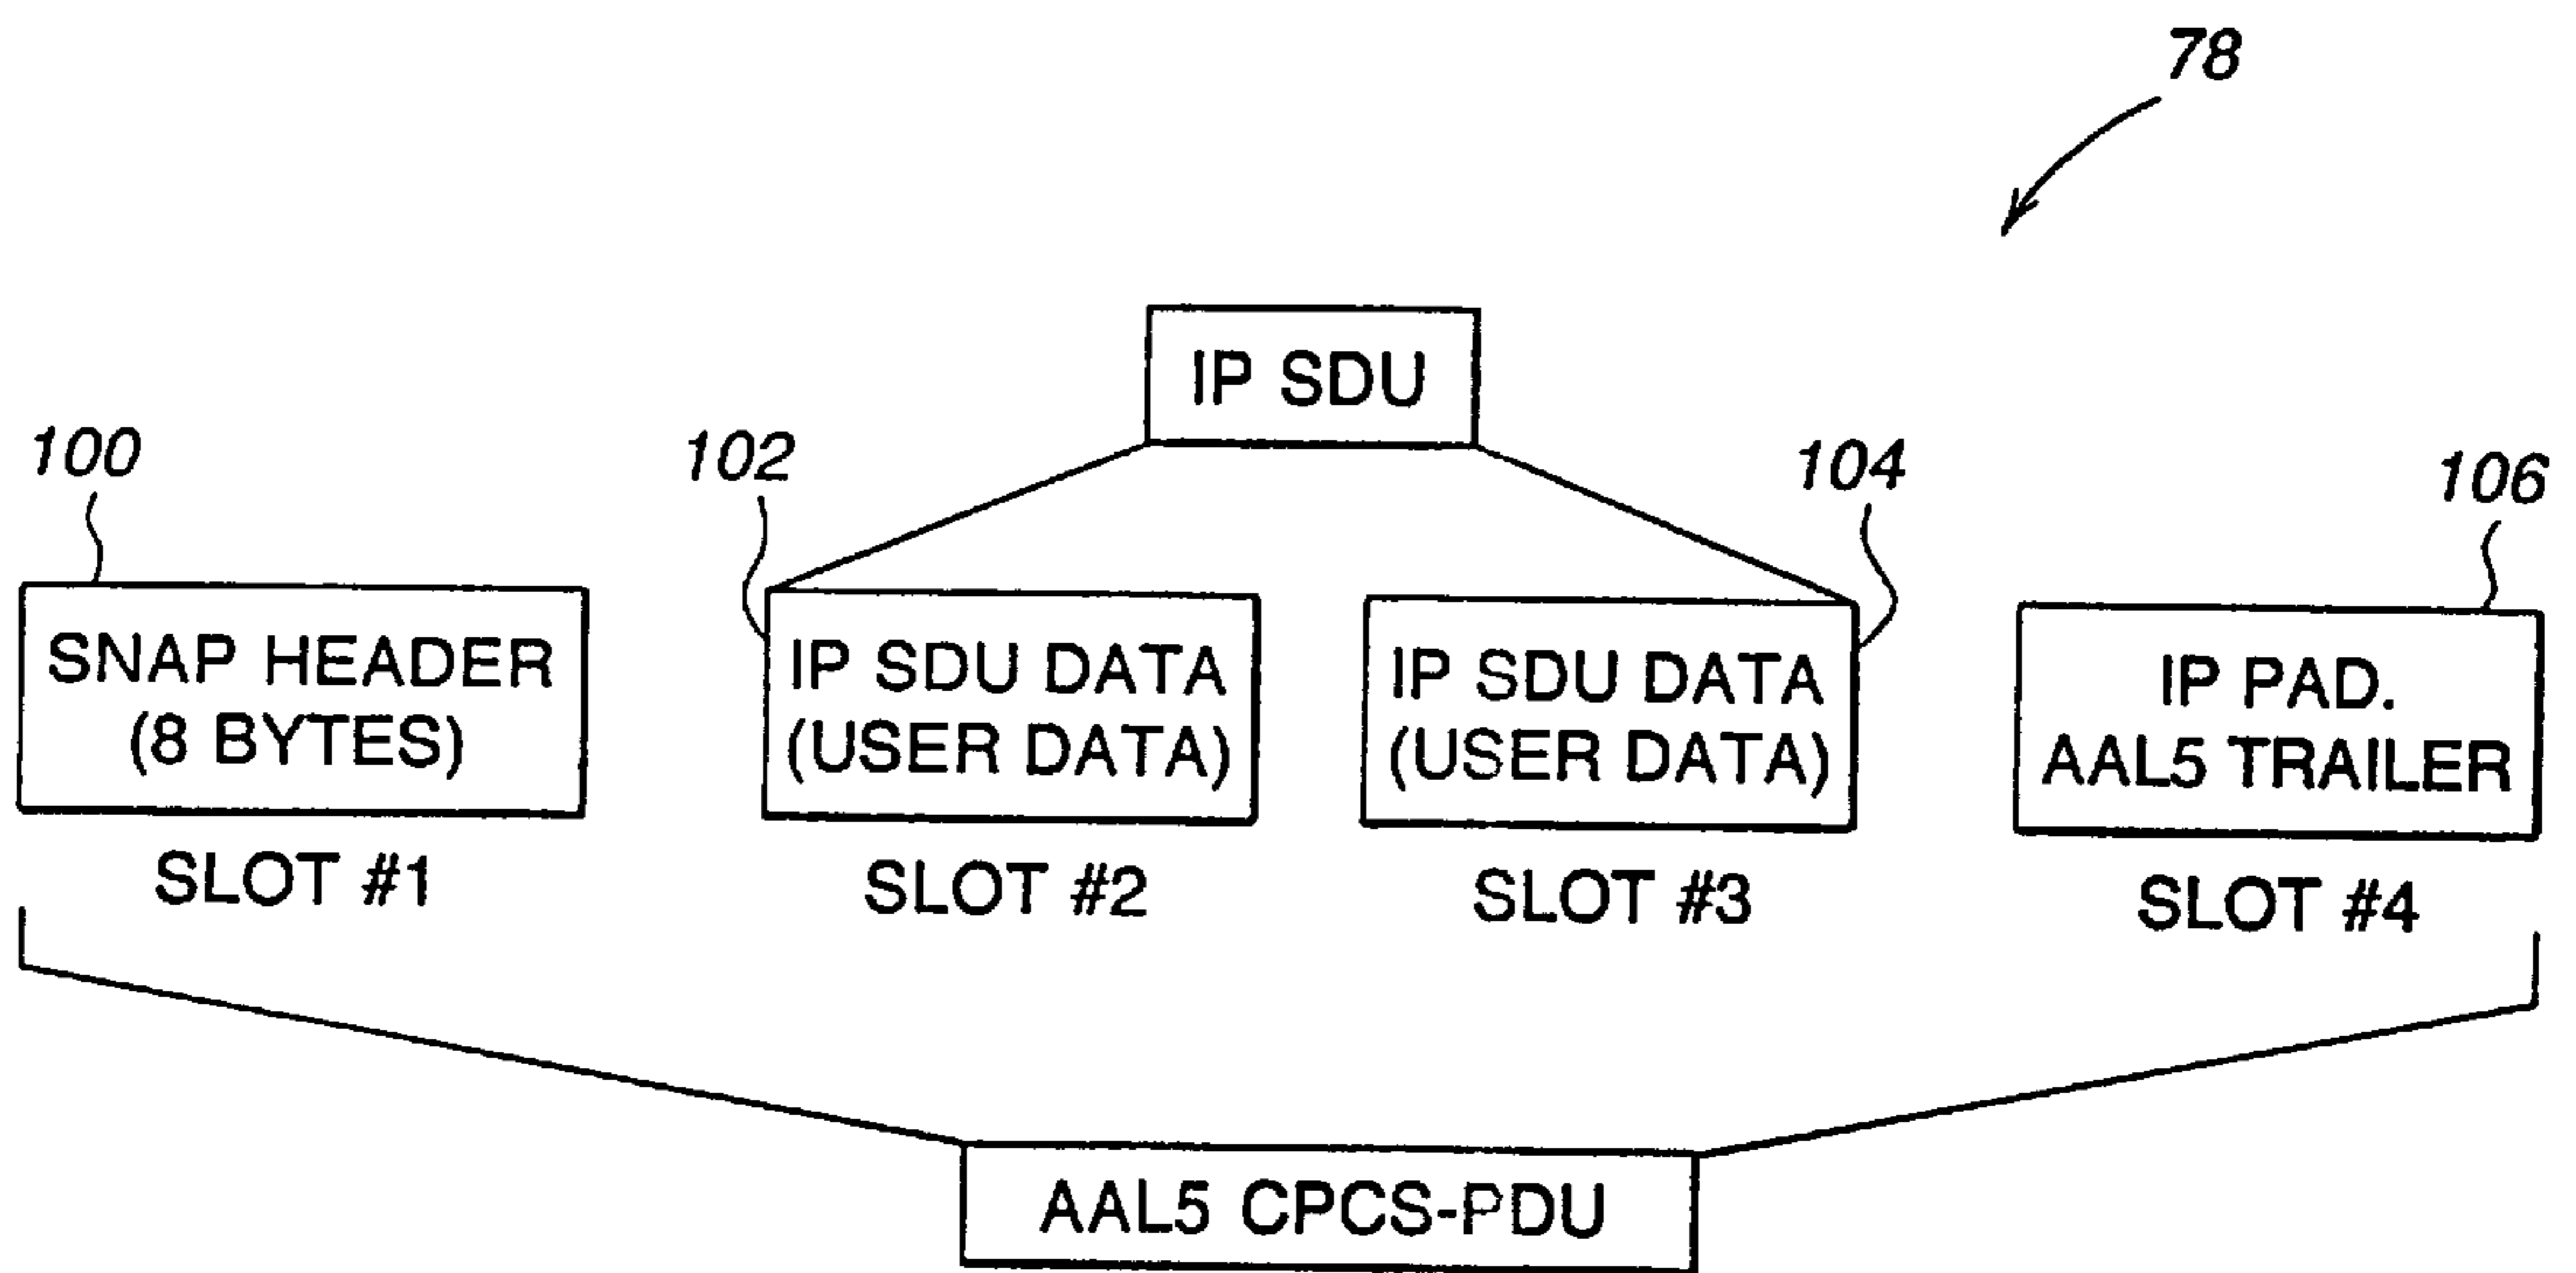 78
IP SDU
100
102
104
106
SNAP HEADER
(8 BYTES)
IP SDU DATA
(USER DATA)
IP SDU DATA
(USER DATA)
IP PAD.
AAL5 TRAILER
SLOT #1
SLOT #2
SLOT #3
SLOT #4
AAL5 CPCS-PDU